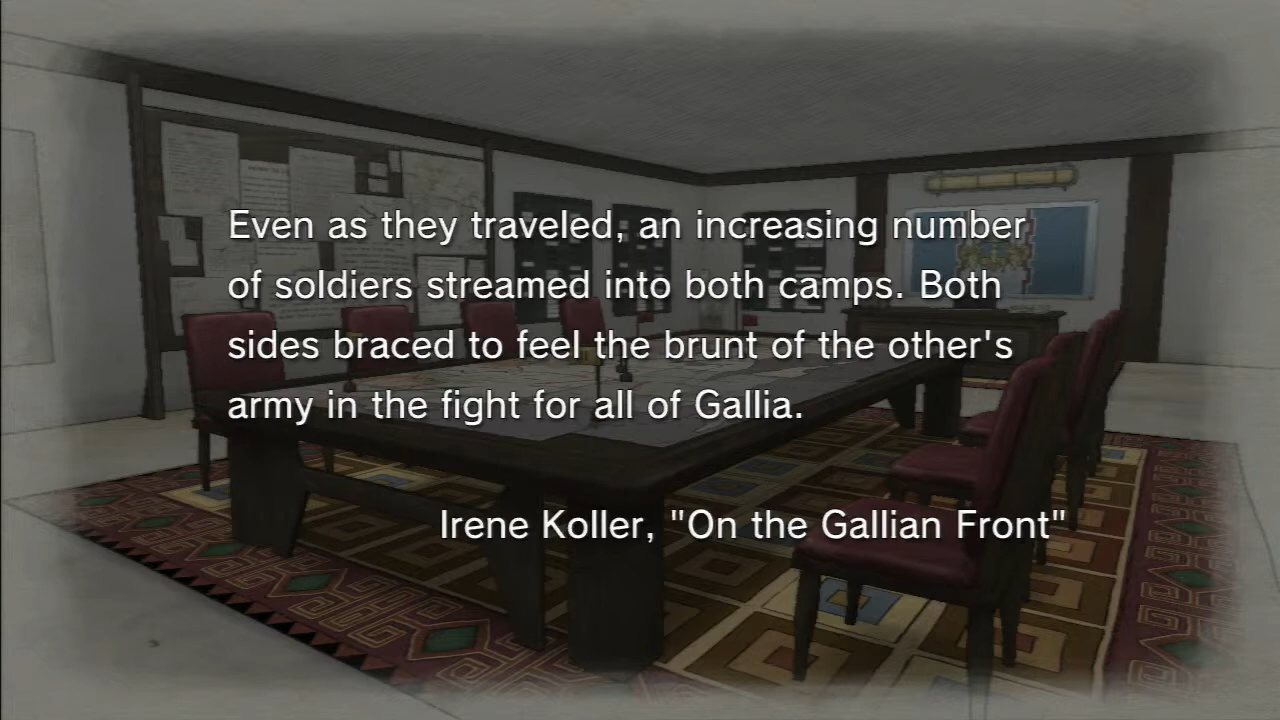 Even as they traveled, an increasing number
of soldiers streamed into both camps. Both
sides braced to feel the brunt of the other's
army in the fight for all of Gallia.
Irene Koller, "On the Gallian Front"